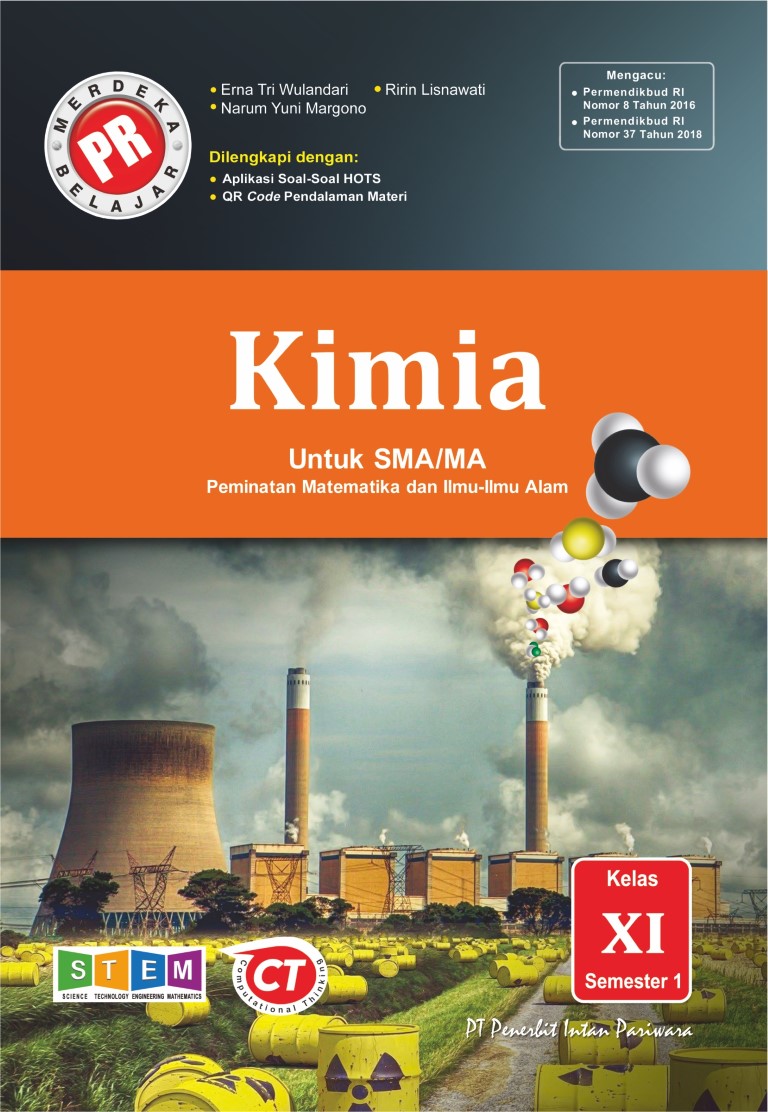 MERDEKA
PR
BELAJAR
• Erna Tri Wulandari • Ririn Lisnawati
• Narum Yuni Margono
Dilengkapi dengan:
• Aplikasi Soal-Soal HOTS
• QR Code Pendalaman Materi
Mengacu:
• Permendikbud RI
Nomor 8 Tahun 2016
• Permendikbud RI
Nomor 37 Tahun 2018
Kimia
Untuk SMA/MA
Peminatan Matematika dan Ilmu-Ilmu Alam
Kelas
XI
Semester 1
STEM
SCIENCE TECHNOLOGY ENGINEERING MATHEMATICS
CT
Computational Thinking
PT Penerbit Intan Pariwara